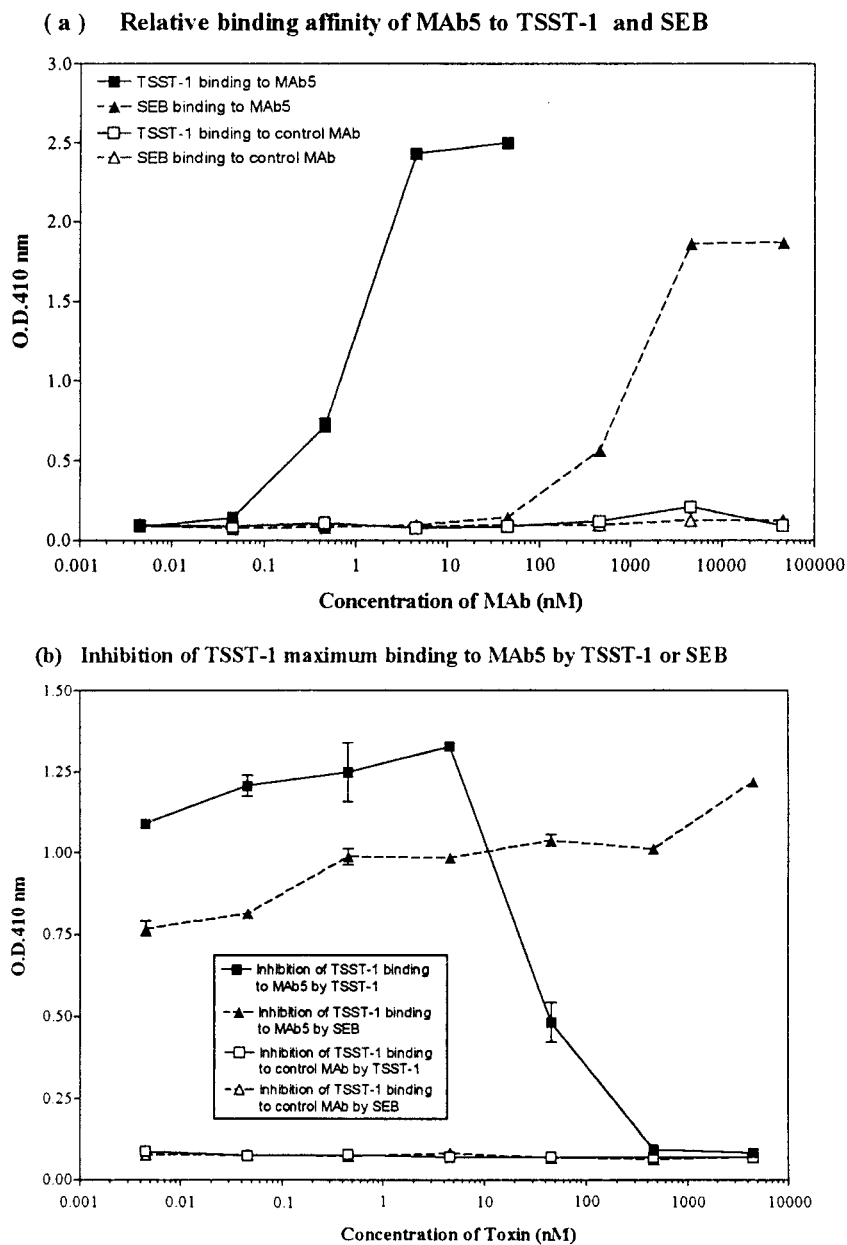 ( a ) Relative binding affinity of MAb5 to TSST-1 and SEB
3.0
2.5
2.0
1.5
1.0
0.5
0.0
O.D.410 nm
TSST-1 binding to MAb5
SEB binding to MAb5
TSST-1 binding to control MAb
SEB binding to control MAb
0.001 0.01 0.1 1 10 100 1000 10000 100000
Concentration of MAb (nM)
(b) Inhibition of TSST-1 maximum binding to MAb5 by TSST-1 or SEB
1.50
1.25
1.00
0.75
0.50
0.25
0.00
O.D.410 nm
Inhibition of TSST-1 binding
to MAb5 by TSST-1
Inhibition of TSST-1 binding
to MAb5 by SEB
Inhibition of TSST-1 binding
to control MAb by TSST-1
Inhibition of TSST-1 binding
to control MAb by SEB
0.001 0.01 0.1 1 10 100 1000 10000
Concentration of Toxin (nM)